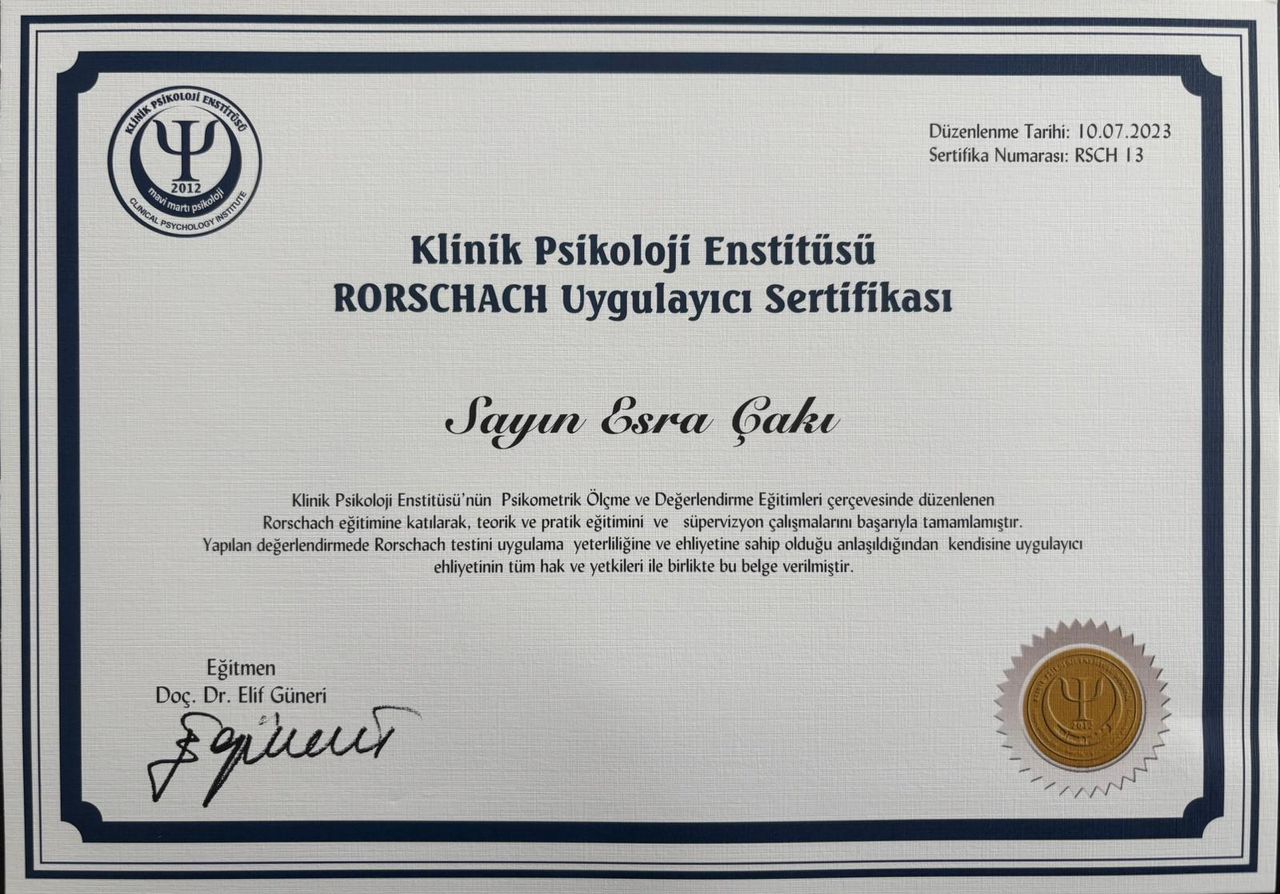 KLİNİK PSİKOLOJİ ENSTİTÜSÜ
2012
mavi martı psikoloji
CLINICAL PSYCHOLOGY INSTITUTE
Düzenlenme Tarihi: 10.07.2023
Sertifika Numarası: RSCH 13
Klinik Psikoloji Enstitüsü
RORSCHACH Uygulayıcı Sertifikası
Sayın Esra Çakı
Klinik Psikoloji Enstitüsü'nün Psikometrik Ölçme ve Değerlendirme Eğitimleri çerçevesinde düzenlenen
Rorschach eğitimine katılarak, teorik ve pratik eğitimini ve süpervizyon çalışmalarını başarıyla tamamlamıştır.
Yapılan değerlendirmede Rorschach testini uygulama yeterliliğine ve ehliyetine sahip olduğu anlaşıldığından kendisine uygulayıcı
ehliyetinin tüm hak ve yetkileri ile birlikte bu belge verilmiştir.
Eğitmen
Doç. Dr. Elif Güneri
2012